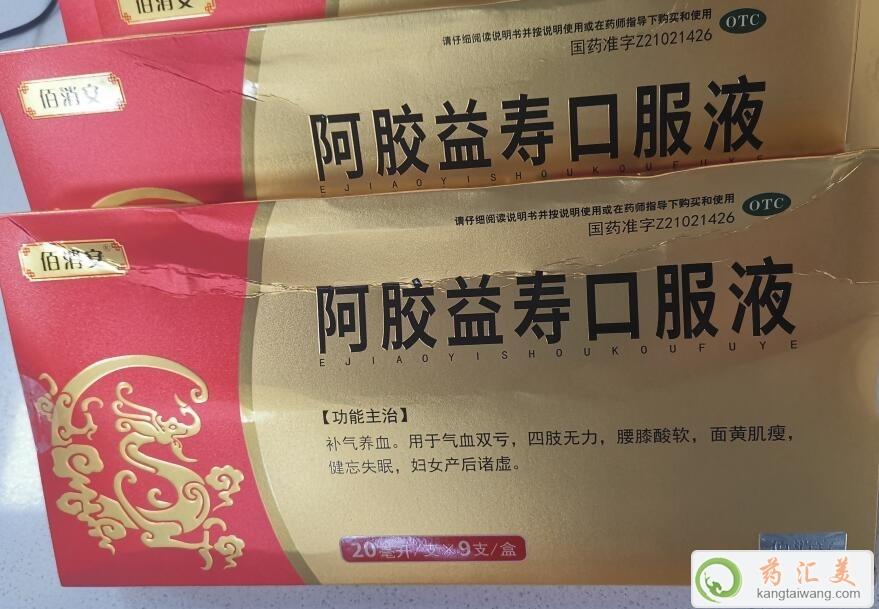 佰消安
请仔细阅读说明书并按说明使用或在药师指导下购买和使用
OTC
国药准字Z21021426
佰消安
阿胶益寿口服液
EJIAOYISHOUKOUFUYE
请仔细阅读说明书并按说明使用或在药师指导下购买和使用
OTC
国药准字Z21021426
佰消安®
阿胶益寿口服液
EJIAOYISHOUKOUFUYE
【功能主治】
补气养血。用于气血双亏，四肢无力，腰膝酸软，面黄肌瘦，
健忘失眠，妇女产后诸虚。
20毫升/支×9支/盒
药汇美
kangtaiwang.com